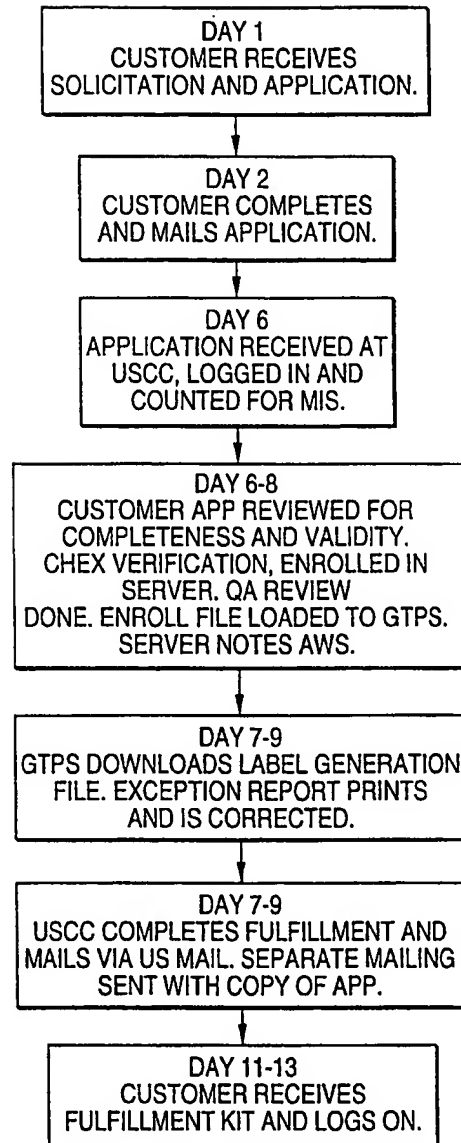 DAY 1
CUSTOMER RECEIVES
SOLICITATION AND APPLICATION.
DAY 2
CUSTOMER COMPLETES
AND MAILS APPLICATION.
DAY 6
APPLICATION RECEIVED AT
USCC, LOGGED IN AND
COUNTED FOR MIS.
DAY 6-8
CUSTOMER APP REVIEWED FOR
COMPLETENESS AND VALIDITY.
CHEX VERIFICATION, ENROLLED IN
SERVER. QA REVIEW
DONE. ENROLL FILE LOADED TO GTPS.
SERVER NOTES AWS.
DAY 7-9
GTPS DOWNLOADS LABEL GENERATION
FILE. EXCEPTION REPORT PRINTS
AND IS CORRECTED.
DAY 7-9
USCC COMPLETES FULFILLMENT AND
MAILS VIA US MAIL. SEPARATE MAILING
SENT WITH COPY OF APP.
DAY 11-13
CUSTOMER RECEIVES
FULFILLMENT KIT AND LOGS ON.